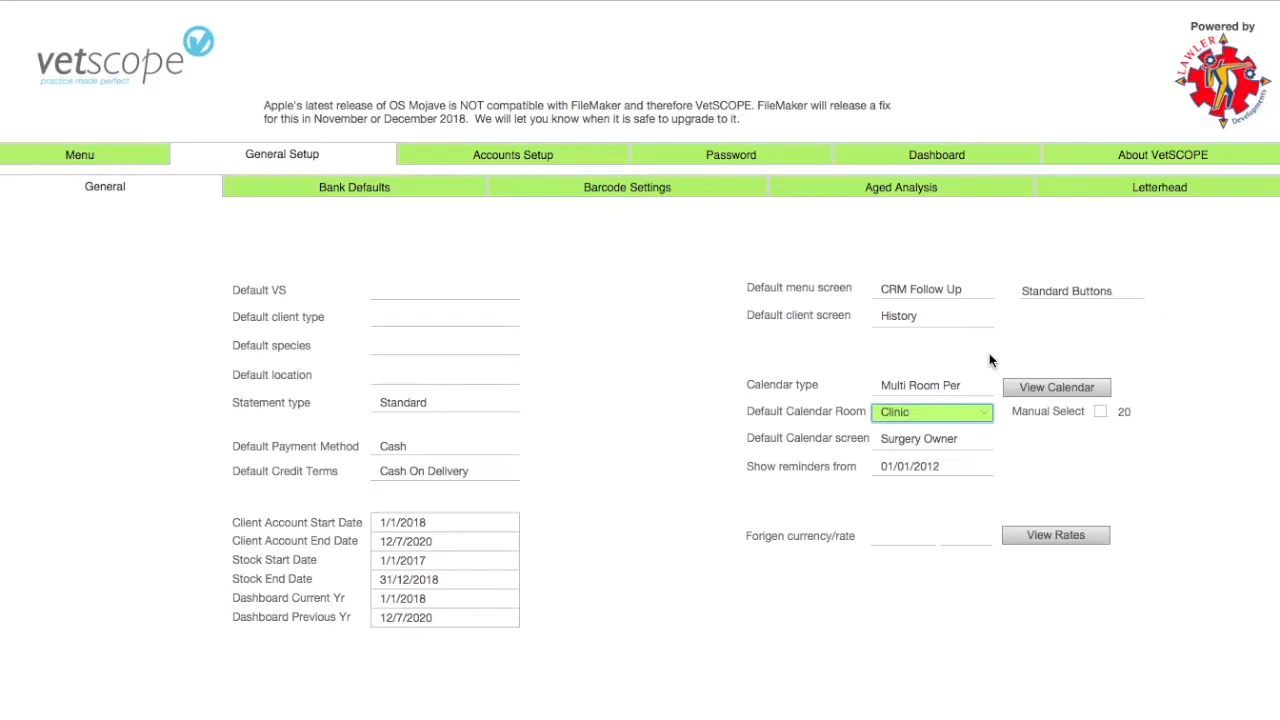 vetscope
practice made perfect
Powered by
LAWLER
Developments
Apple's latest release of OS Mojave is NOT compatible with FileMaker and therefore VetSCOPE. FileMaker will release a fix
for this in November or December 2018. We will let you know when it is safe to upgrade to it.
Menu General Setup Accounts Setup Password Dashboard About VetSCOPE
General Bank Defaults Barcode Settings Aged Analysis Letterhead
Default VS
Default client type
Default species
Default location
Statement type Standard
Default Payment Method Cash
Default Credit Terms Cash On Delivery
Client Account Start Date 1/1/2018
Client Account End Date 12/7/2020
Stock Start Date 1/1/2017
Stock End Date 31/12/2018
Dashboard Current Yr 1/1/2018
Dashboard Previous Yr 12/7/2020
Default menu screen CRM Follow Up Standard Buttons
Default client screen History
Calendar type Multi Room Per View Calendar
Default Calendar Room Clinic Manual Select 20
Default Calendar screen Surgery Owner
Show reminders from 01/01/2012
Forigen currency/rate View Rates